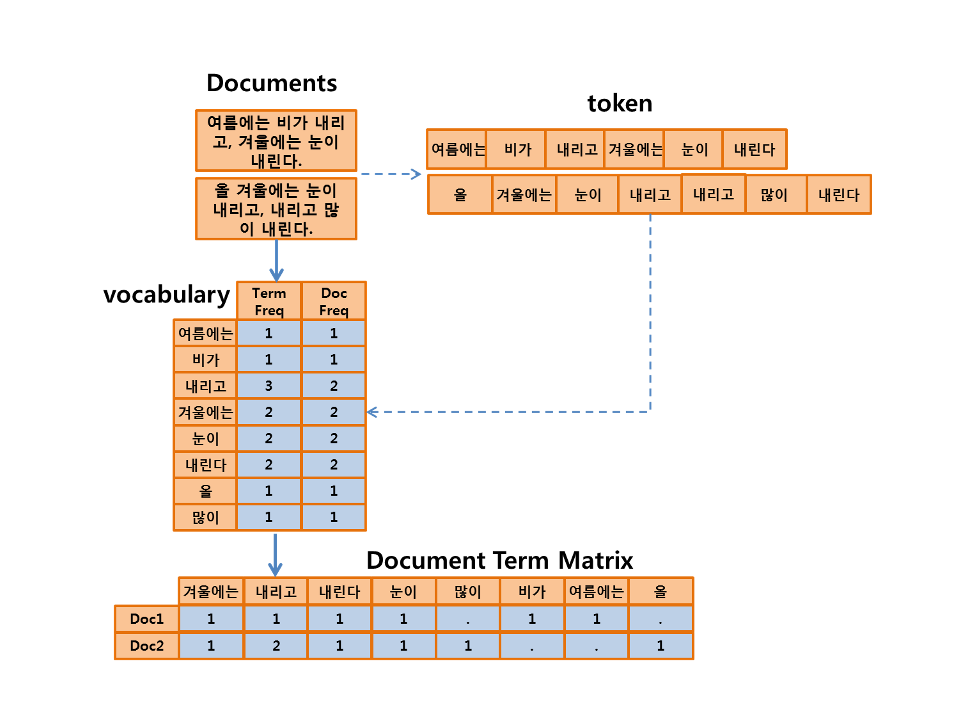 Documents
여름에는 비가 내리
고, 겨울에는 눈이
내린다.
올 겨울에는 눈이
내리고, 내리고 많
이 내린다.
token
여름에는 비가 내리고 겨울에는 눈이 내린다
올 겨울에는 눈이 내리고 내리고 많이 내린다
vocabulary
Term Freq Doc Freq
여름에는 1 1
비가 1 1
내리고 3 2
겨울에는 2 2
눈이 2 2
내린다 2 2
올 1 1
많이 1 1
Document Term Matrix
겨울에는 내리고 내린다 눈이 많이 비가 여름에는 올
Doc1 1 1 1 1 . 1 1 .
Doc2 1 2 1 1 1 . . 1